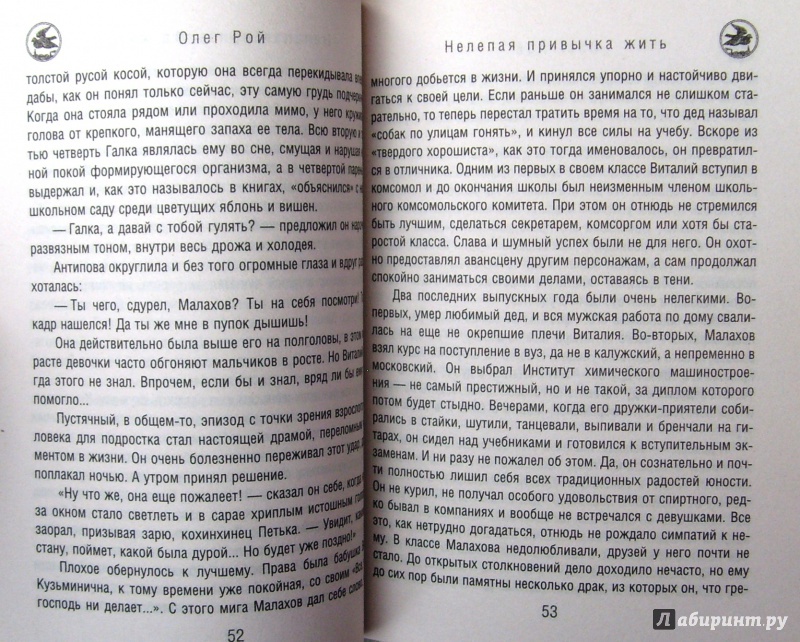 Олег Рой
толстой русой косой, которую она всегда перекидывала
дабы, как он понял только сейчас, эту самую грудь
Когда она стояла рядом или проходила мимо, у него
голова от крепкого, манящего запаха ее тела. Всю вторую и
тью четверть Галка являлась ему во сне, смущая и
покой формирующегося организма, а в четвертой
выдержал и, как это называлось в книгах, «объяснился» с
школьном саду среди цветущих яблонь и вишен.
— Галка, а давай с тобой гулять? — предложил он
развязным тоном, внутри весь дрожа и холодея.
Антипова округлила и без того огромные глаза и вдруг
хоталась:
— Ты чего, сдурел, Малахов? Ты на себя посмотри!
кадр нашелся! Да ты же мне в пупок дышишь!
Она действительно была выше его на полголовы, в этом
расте девочки часто обгоняют мальчиков в росте. Но
гда этого не знал. Впрочем, если бы и знал, вряд ли бы
помогло...
Пустячный, в общем-то, эпизод с точки зрения
ловека для подростка стал настоящей драмой, переломным
ментом в жизни. Он очень болезненно переживал этот удар.
поплакал ночью. А утром принял решение.
«Ну что же, она еще пожалеет! — сказал он себе, когда
за окном стало светлеть и в сарае хриплым истошным
заорал, призывая зарю, кохинхинец Петька. — Увидит,
стану, поймет, какой была дурой... Но будет уже поздно!»
Плохое обернулось к лучшему. Права была бабушка
Кузьминична, к тому времени уже покойная, со своим
господь ни делает...». С этого мига Малахов дал себе
52
Нелепая привычка жить
многого добьется в жизни. И принялся упорно и настойчиво дви-
гаться к своей цели. Если раньше он занимался не слишком ста-
рательно, то теперь перестал тратить время на то, что дед называл
«собак по улицам гонять», и кинул все силы на учебу. Вскоре из
«твердого хорошиста», как это тогда именовалось, он превратил-
ся в отличника. Одним из первых в своем классе Виталий вступил в
комсомол и до окончания школы был неизменным членом школь-
ного комсомольского комитета. При этом он отнюдь не стремился
быть лучшим, сделаться секретарем, комсоргом или хотя бы ста-
ростой класса. Слава и шумный успех были не для него. Он охот-
но предоставлял авансцену другим персонажам, а сам продолжал
спокойно заниматься своими делами, оставаясь в тени.
Два последних выпускных года были очень нелегкими. Во-
первых, умер любимый дед, и вся мужская работа по дому свали-
лась на еще не окрепшие плечи Виталия. Во-вторых, Малахов
взял курс на поступление в вуз, да не в калужский, а непременно в
московский. Он выбрал Институт химического машинострое-
ния — не самый престижный, но и не такой, за диплом которого
потом будет стыдно. Вечерами, когда его дружки-приятели соби-
рались в стайки, шутили, танцевали, выпивали и бренчали на ги-
тарах, он сидел над учебниками и готовился к вступительным эк-
заменам. И ни разу не пожалел об этом. Да, он сознательно и поч-
ти полностью лишил себя всех традиционных радостей юности.
Он не курил, не получал особого удовольствия от спиртного, ред-
ко бывал в компаниях и вообще не встречался с девушками. Все
это, как нетрудно догадаться, отнюдь не рождало симпатий к не-
му. В классе Малахова недолюбливали, друзей у него почти не
стало. До открытых столкновений дело доходило нечасто, но ему
до сих пор были памятны несколько драк, из которых он, что гре-
53
Лабиринт.ру